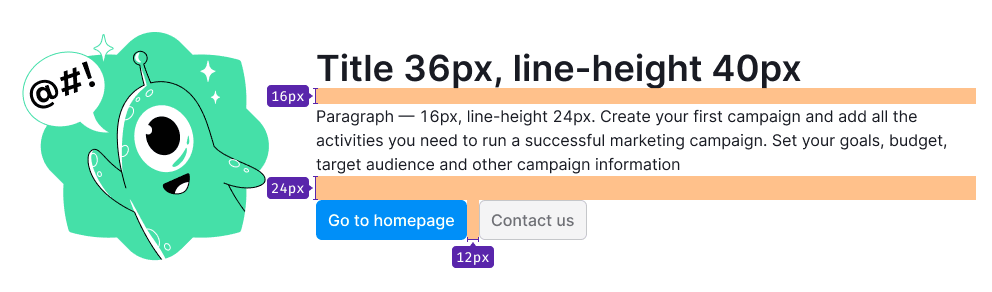 @#!
Title 36px, line-height 40px
16px
Paragraph — 16px, line-height 24px. Create your first campaign and add all the
activities you need to run a successful marketing campaign. Set your goals, budget,
target audience and other campaign information
24px
Go to homepage
Contact us
12px